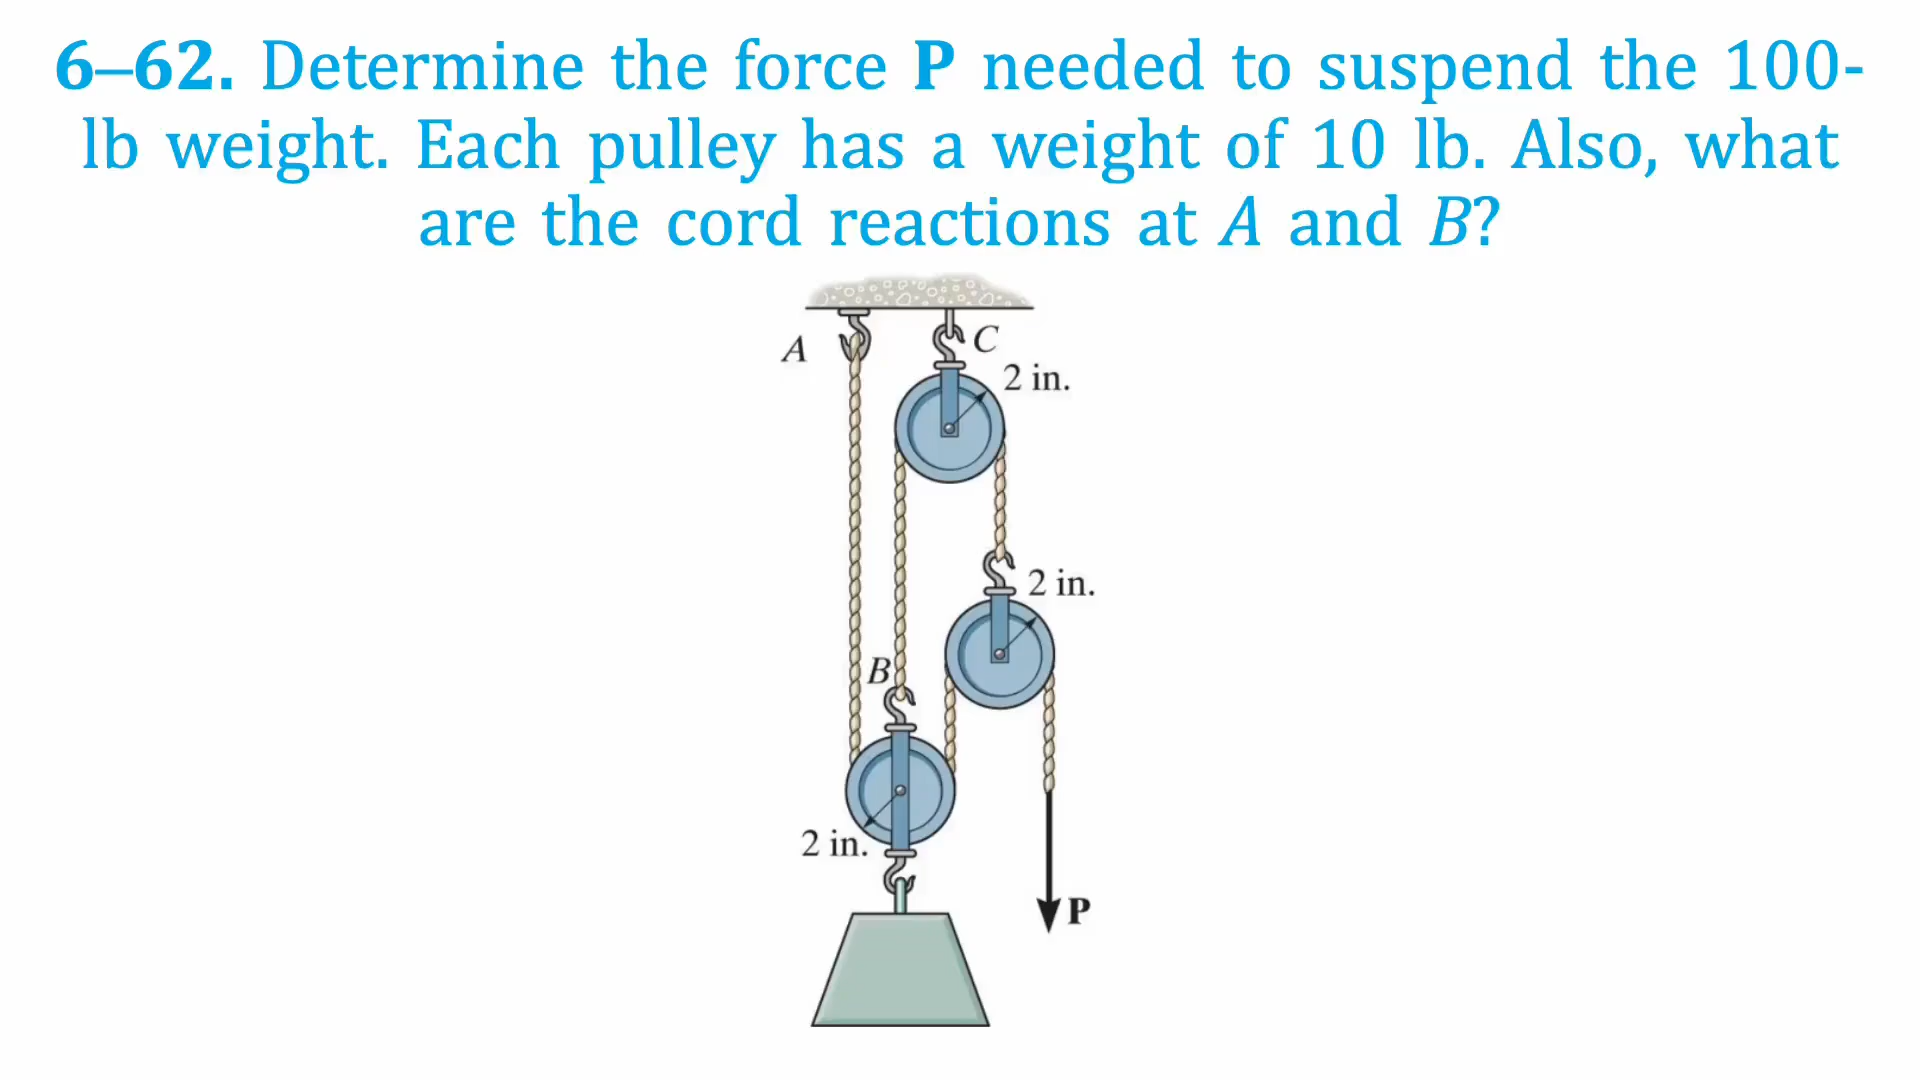 6–62. Determine the force P needed to suspend the 100-
lb weight. Each pulley has a weight of 10 lb. Also, what
are the cord reactions at A and B?
A
C
2 in.
2 in.
B
2 in.
P